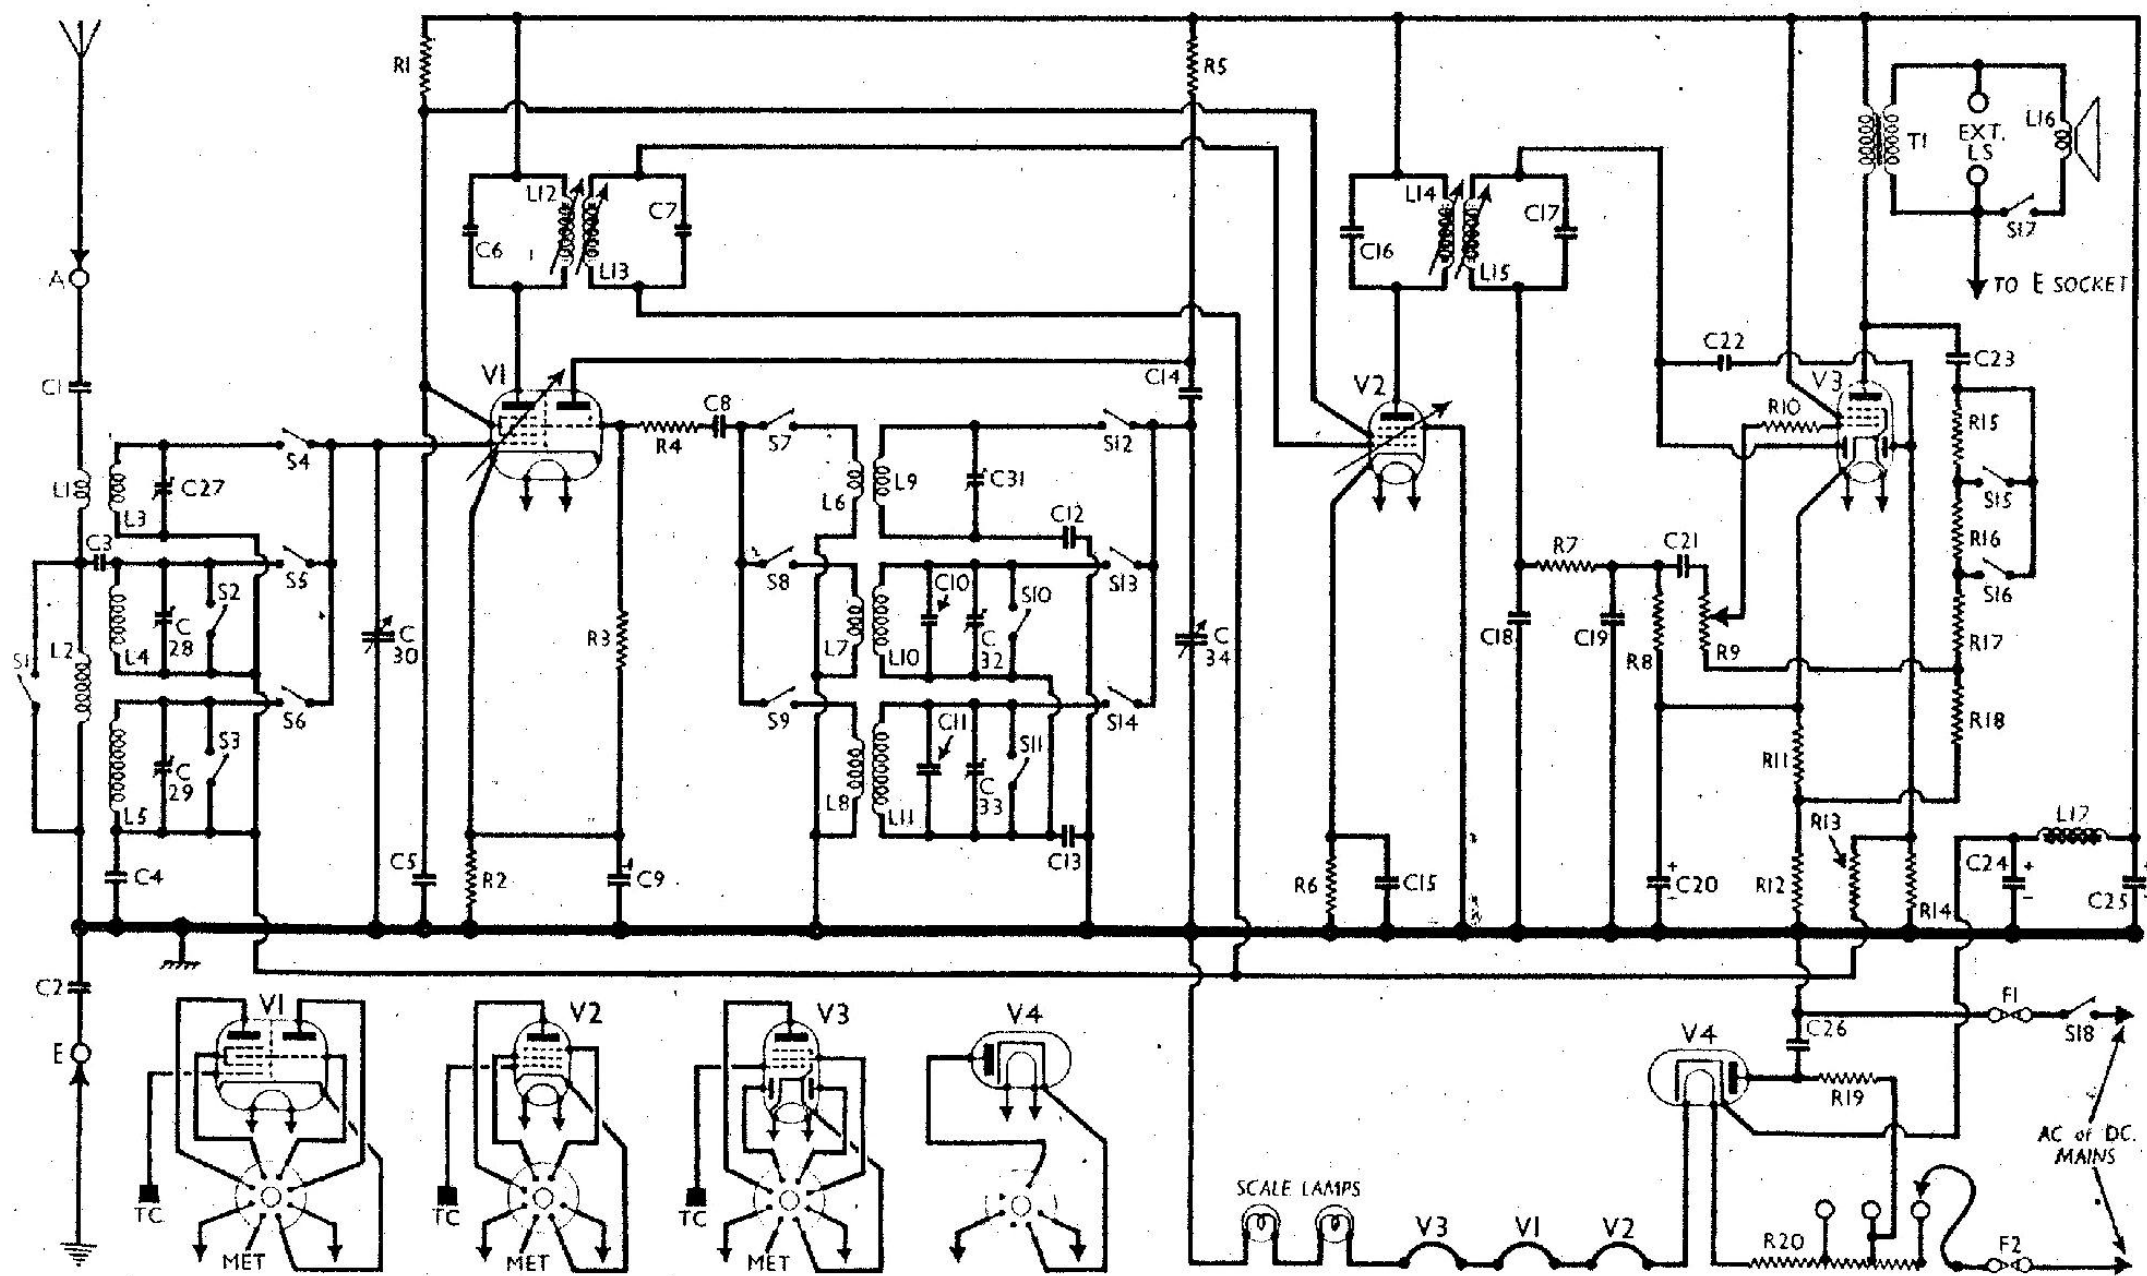 R1
R5
L16
EXT.
LS
T1
L12
C7
L14
C17
C6
L13
C16
L15
S17
A
TO E SOCKET
C22
C23
C1
V1
C14
V2
V3
C8
R10
R15
R4
S7
S12
S4
L1
C27
L6
L9
C31
S15
L3
C12
C3
R7
C21
R16
S5
S2
S8
C10
S10
S13
S16
S1
L2
L4
C
28
C
30
R3
L7
L10
C
32
C
34
C18
C19
R8
R9
R17
S6
S9
S14
R18
S3
C11
S11
R11
L5
C
29
L8
L11
C
33
R13
L17
C4
C5
R2
C9
C13
R6
C15
+
C20
-
R12
R14
C24
+
-
C25
+
-
C2
V1
V2
V3
V4
F1
C26
V4
S18
E
R19
AC or DC.
MAINS
TC
TC
TC
SCALE LAMPS
V3
V1
V2
R20
F2
MET
MET
MET